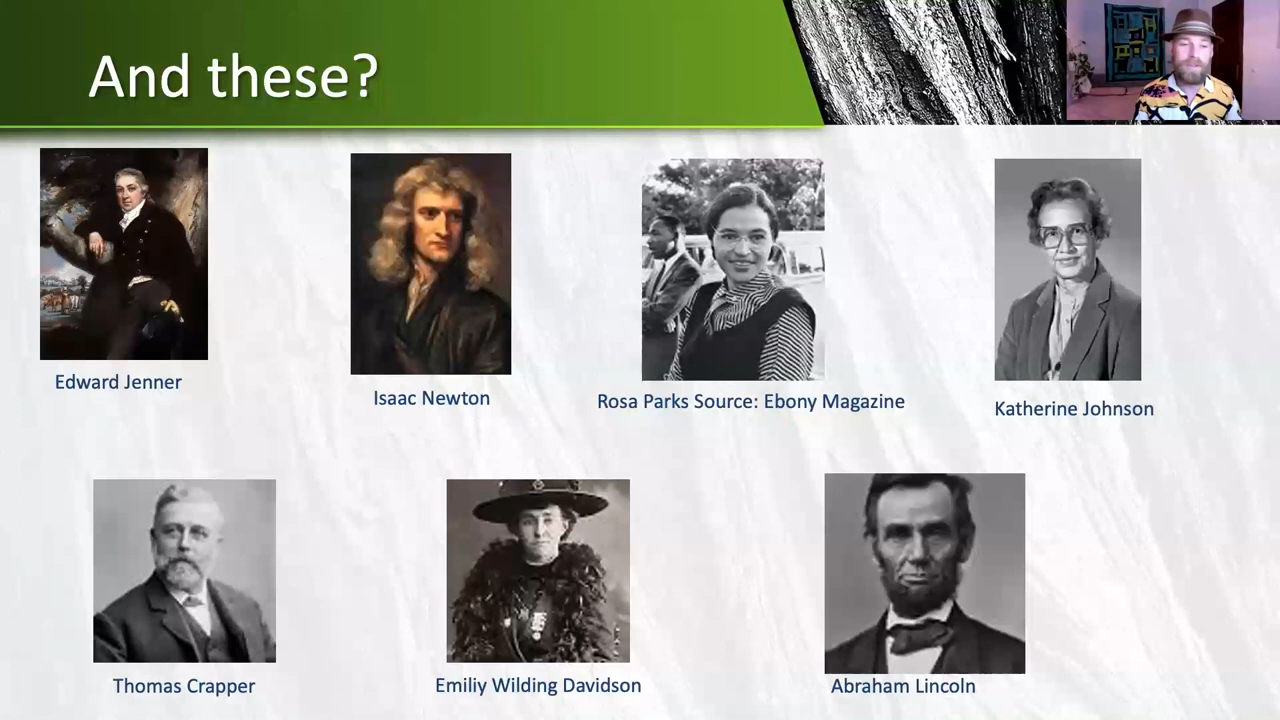 And these?
Edward Jenner
Isaac Newton
Rosa Parks Source: Ebony Magazine
Katherine Johnson
Thomas Crapper
Emiliy Wilding Davidson
Abraham Lincoln